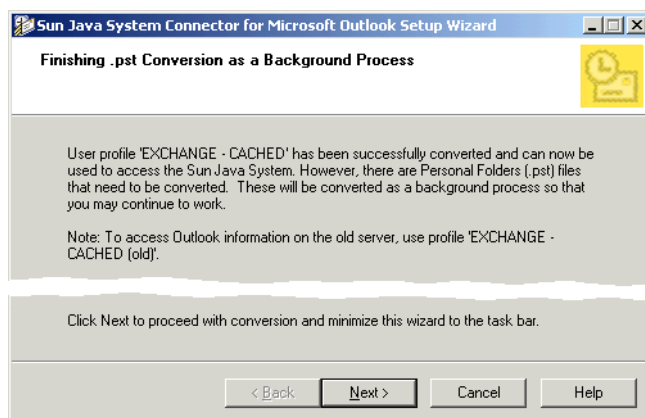 Sun Java System Connector for Microsoft Outlook Setup Wizard
Finishing .pst Conversion as a Background Process
User profile 'EXCHANGE - CACHED' has been successfully converted and can now be
used to access the Sun Java System. However, there are Personal Folders (.pst) files
that need to be converted.  These will be converted as a background process so that
you may continue to work.
Note: To access Outlook information on the old server, use profile 'EXCHANGE -
CACHED (old)'.
Click Next to proceed with conversion and minimize this wizard to the task bar.
< Back  Next >  Cancel  Help